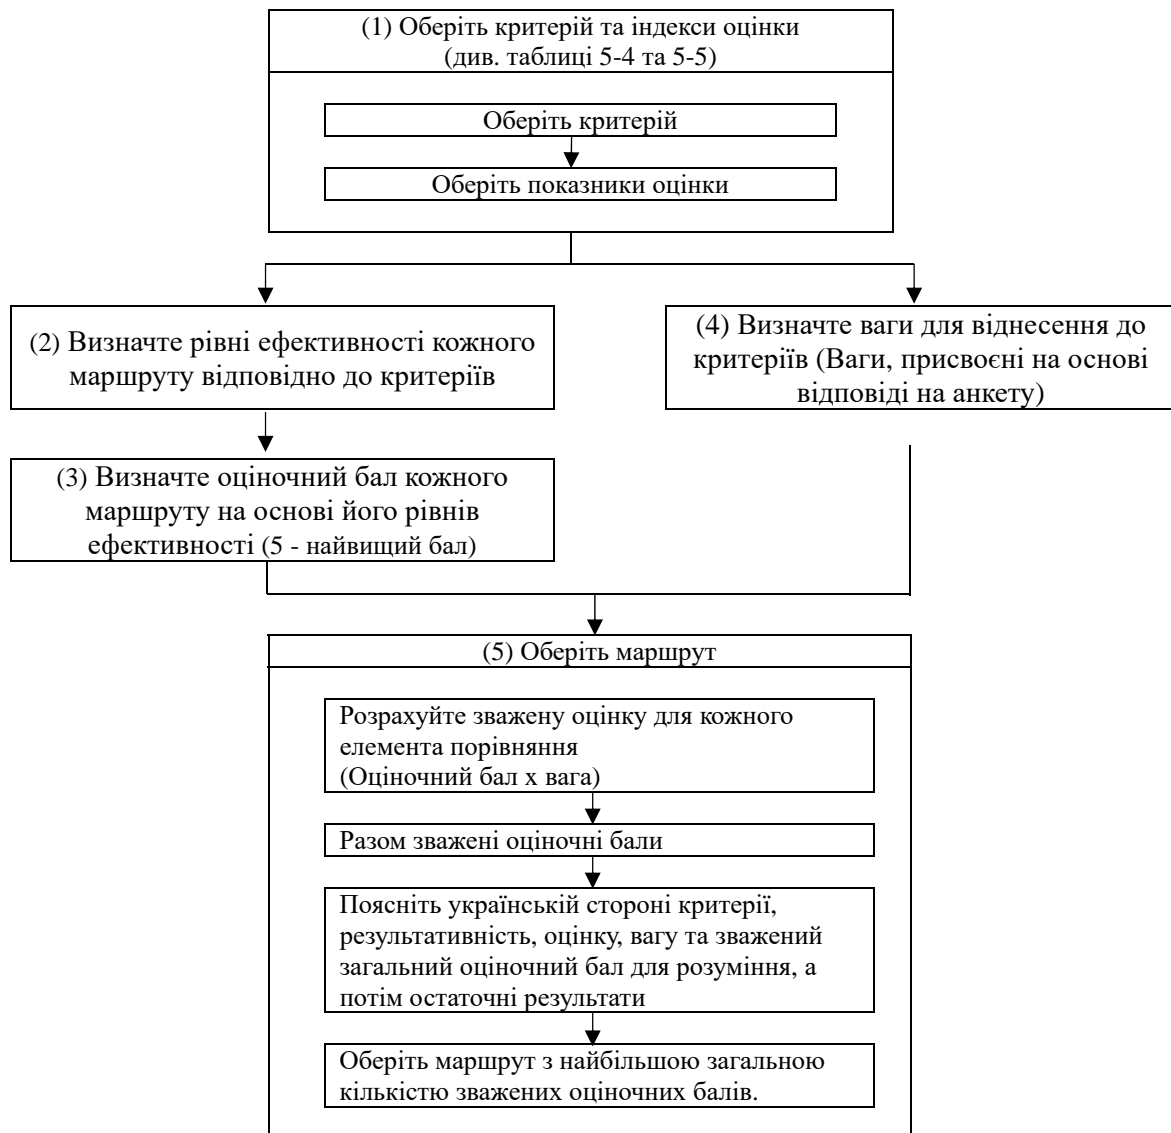 (1) Оберіть критерій та індекси оцінки
(див. таблиці 5-4 та 5-5)
Оберіть критерій
Оберіть показники оцінки
(2) Визначте рівні ефективності кожного
маршруту відповідно до критеріїв
(4) Визначте ваги для віднесення до
критеріїв (Ваги, присвоєні на основі
відповіді на анкету)
(3) Визначте оціночний бал кожного
маршруту на основі його рівнів
ефективності (5 - найвищий бал)
(5) Оберіть маршрут
Розрахуйте зважену оцінку для кожного
елемента порівняння
(Оціночний бал x вага)
Разом зважені оціночні бали
Поясніть українській стороні критерії,
результативність, оцінку, вагу та зважений
загальний оціночний бал для розуміння, а
потім остаточні результати
Оберіть маршрут з найбільшою загальною
кількістю зважених оціночних балів.